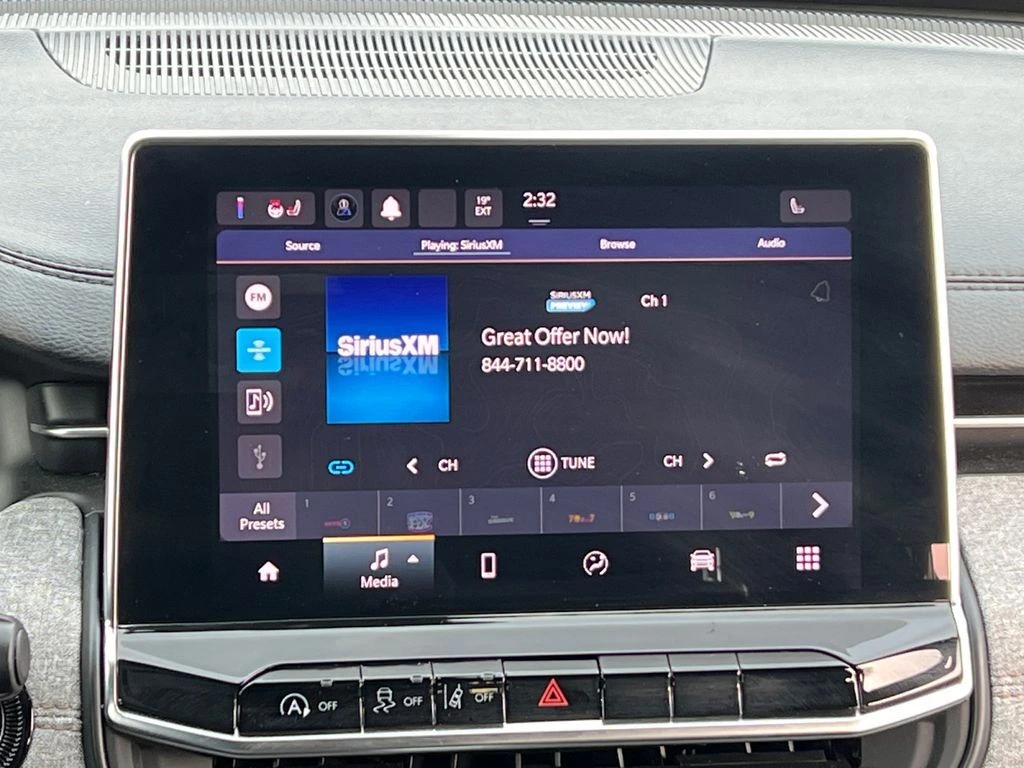 19°
EXT
2:32
Source
Playing: SiriusXM
Browse
Audio
FM
SIRIUSXM
PREVIEW
Ch 1
SiriusXM
Great Offer Now!
844-711-8800
CH
TUNE
CH
All
Presets
1
2
3
4
5
6
Media
A OFF
OFF
OFF